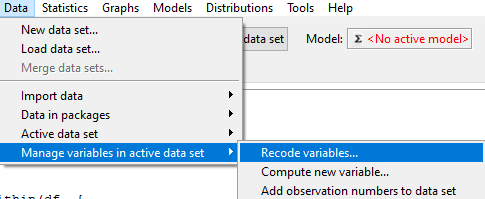 Data Statistics Graphs Models Distributions Tools Help
New data set...
Load data set...
data set Model: Σ <No active model>
Merge data sets...
Import data
Data in packages
Active data set
Manage variables in active data set
Recode variables...
Compute new variable...
Add observation numbers to data set